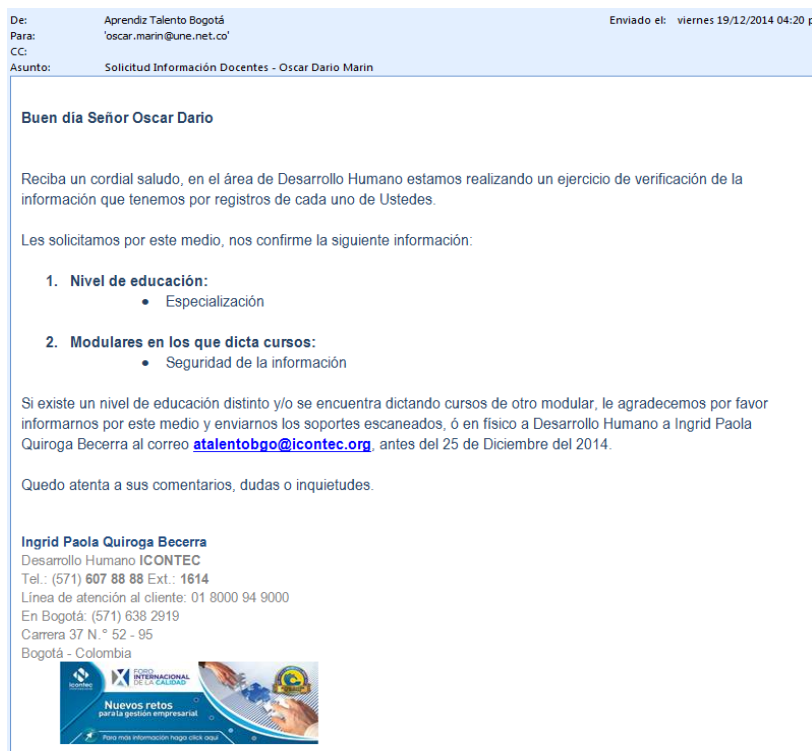 De: Aprendiz Talento Bogotá Enviado el: viernes 19/12/2014 04:20 p
Para: 'oscar.marin@une.net.co'
CC:
Asunto: Solicitud Información Docentes - Oscar Dario Marin
Buen día Señor Oscar Dario
Reciba un cordial saludo, en el área de Desarrollo Humano estamos realizando un ejercicio de verificación de la
información que tenemos por registros de cada uno de Ustedes.
Les solicitamos por este medio, nos confirme la siguiente información:
1. Nivel de educación:
• Especialización
2. Modulares en los que dicta cursos:
• Seguridad de la información
Si existe un nivel de educación distinto y/o se encuentra dictando cursos de otro modular, le agradecemos por favor
informarnos por este medio y enviarnos los soportes escaneados, ó en físico a Desarrollo Humano a Ingrid Paola
Quiroga Becerra al correo atalentobgo@icontec.org, antes del 25 de Diciembre del 2014.
Quedo atenta a sus comentarios, dudas o inquietudes.
Ingrid Paola Quiroga Becerra
Desarrollo Humano ICONTEC
Tel.: (571) 607 88 88 Ext.: 1614
Línea de atención al cliente: 01 8000 94 9000
En Bogotá: (571) 638 2919
Carrera 37 N.° 52 - 95
Bogotá - Colombia
icontec
FORO
INTERNACIONAL
DE LA CALIDAD
Nuevos retos
para la gestión empresarial
Para más información haga click aquí